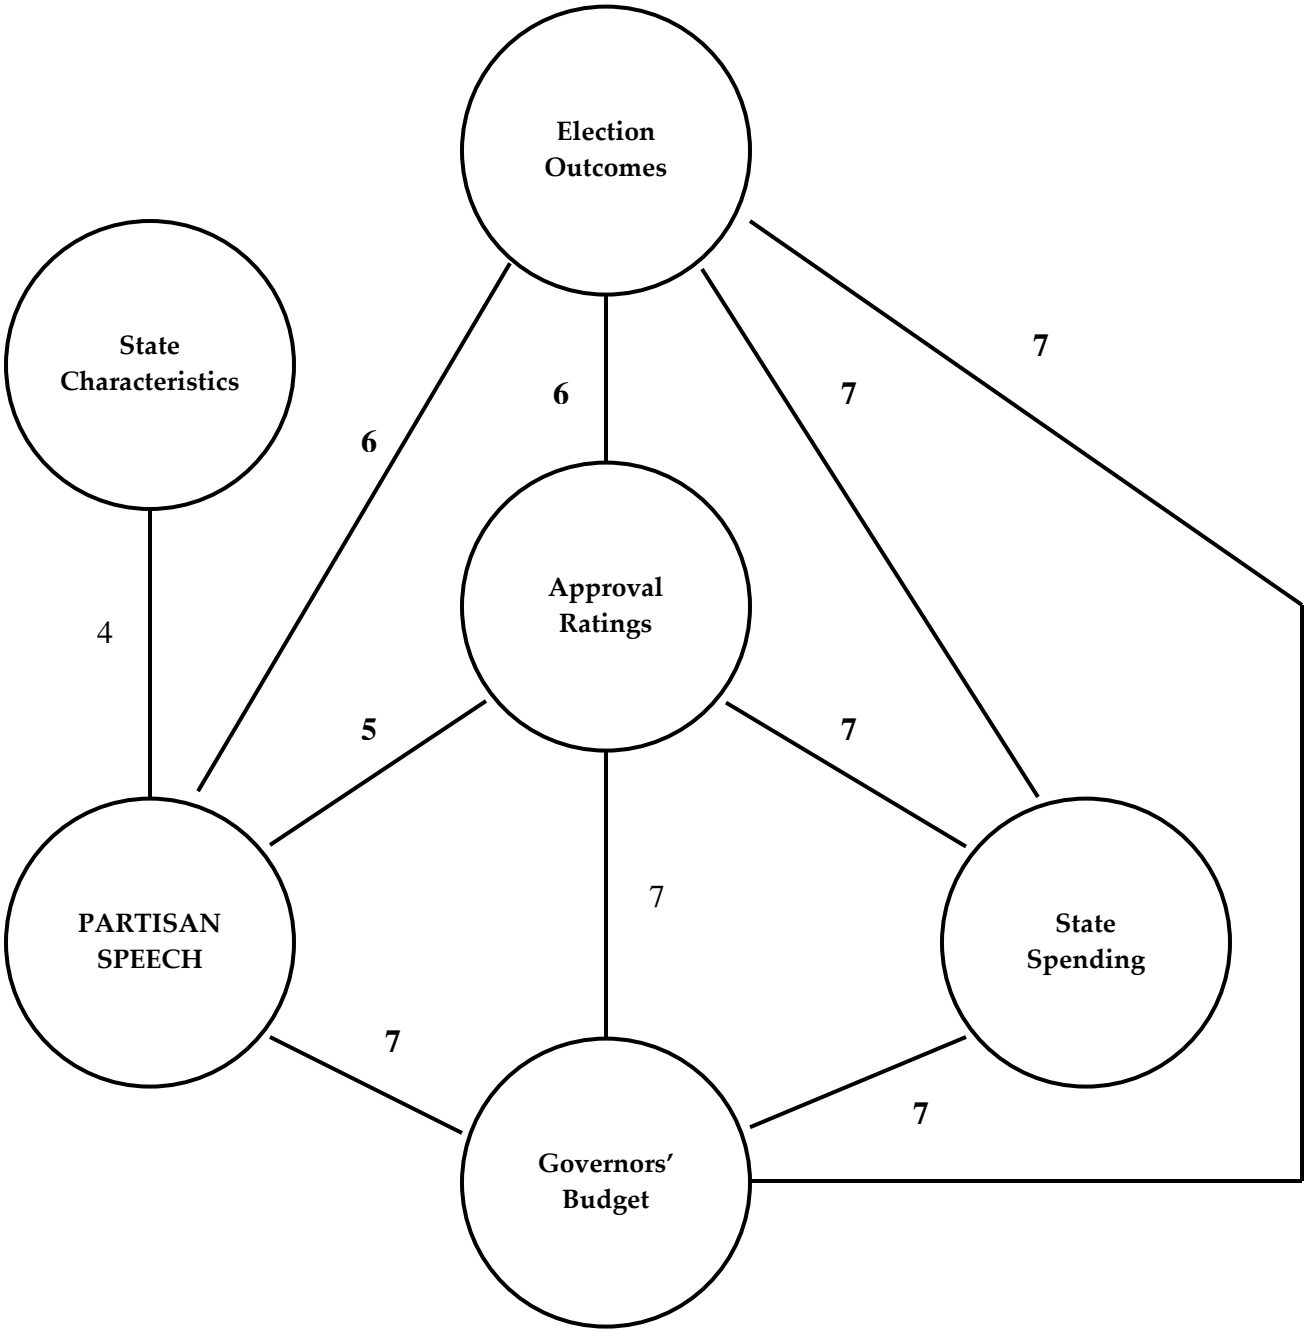 Election
Outcomes
State
Characteristics
7
6
7
6
Approval
Ratings
4
5
7
7
PARTISAN
SPEECH
State
Spending
7
7
Governors’
Budget